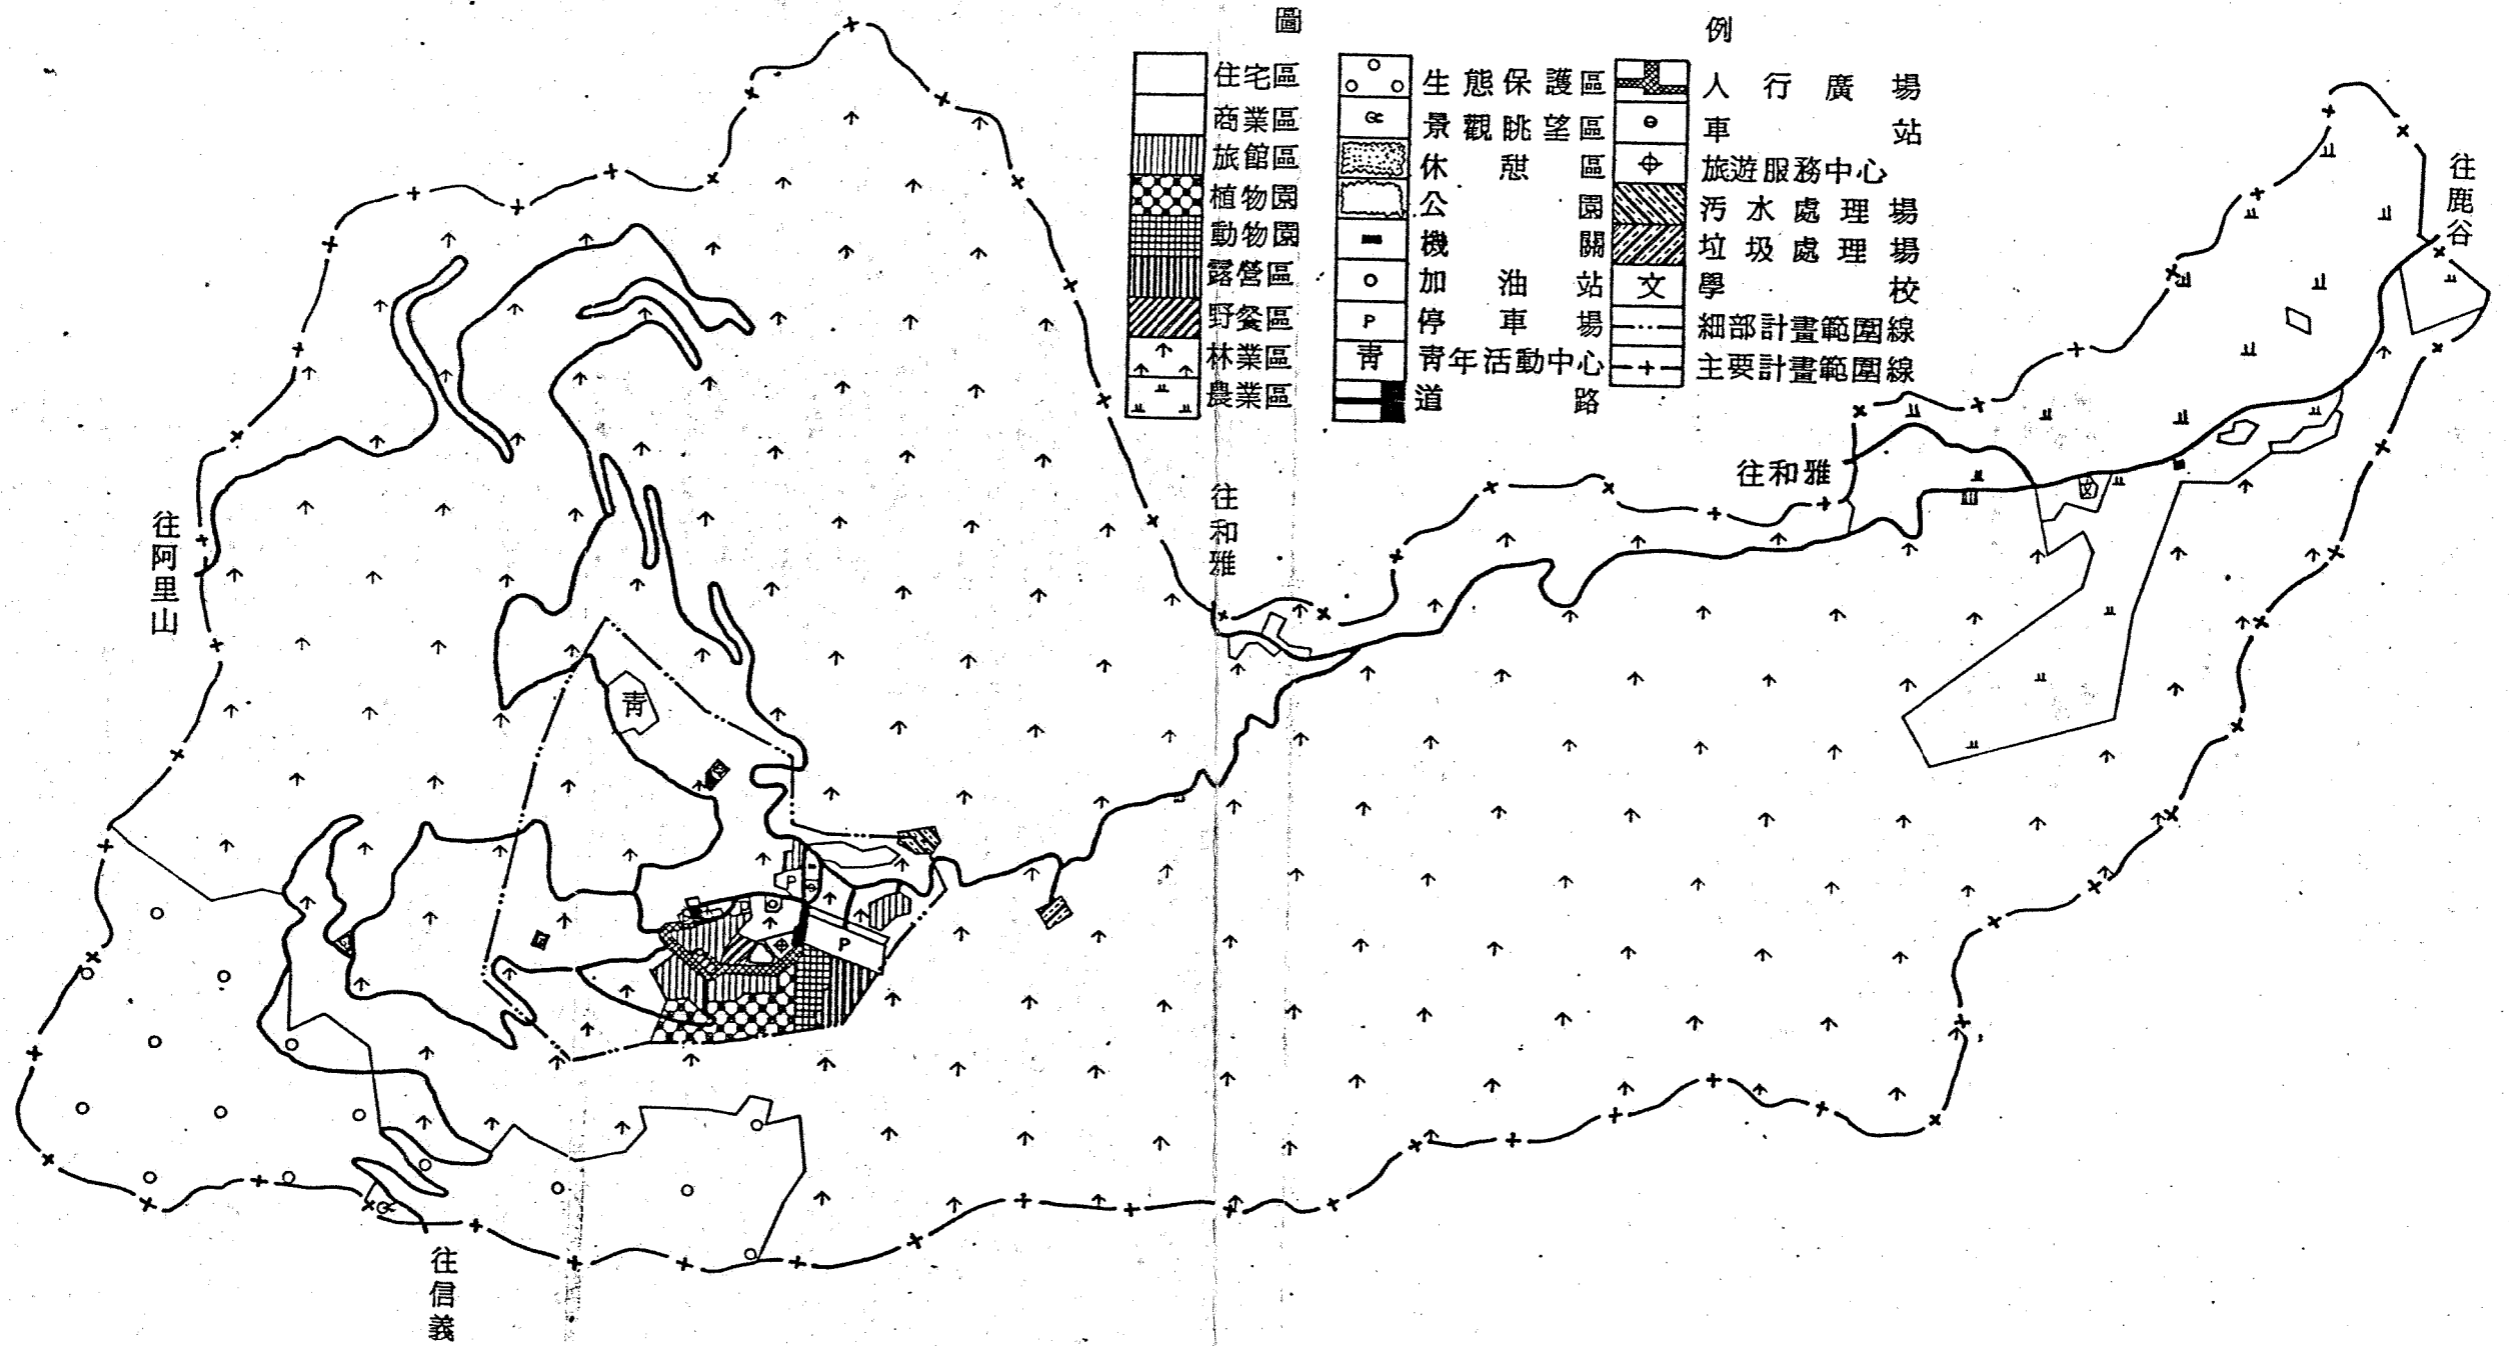 圖例
住宅區
商業區
旅館區
植物園
動物園
露營區
野餐區
林業區
農業區
生態保護區
景觀眺望區
休憩區
公園
機關
加油站
P 停車場
青 青年活動中心
道路
人行廣場
車站
旅遊服務中心
污水處理場
垃圾處理場
文 學校
細部計畫範圍線
主要計畫範圍線
往鹿谷
往和雅
往和雅
往阿里山
青
P
P
文
往信義